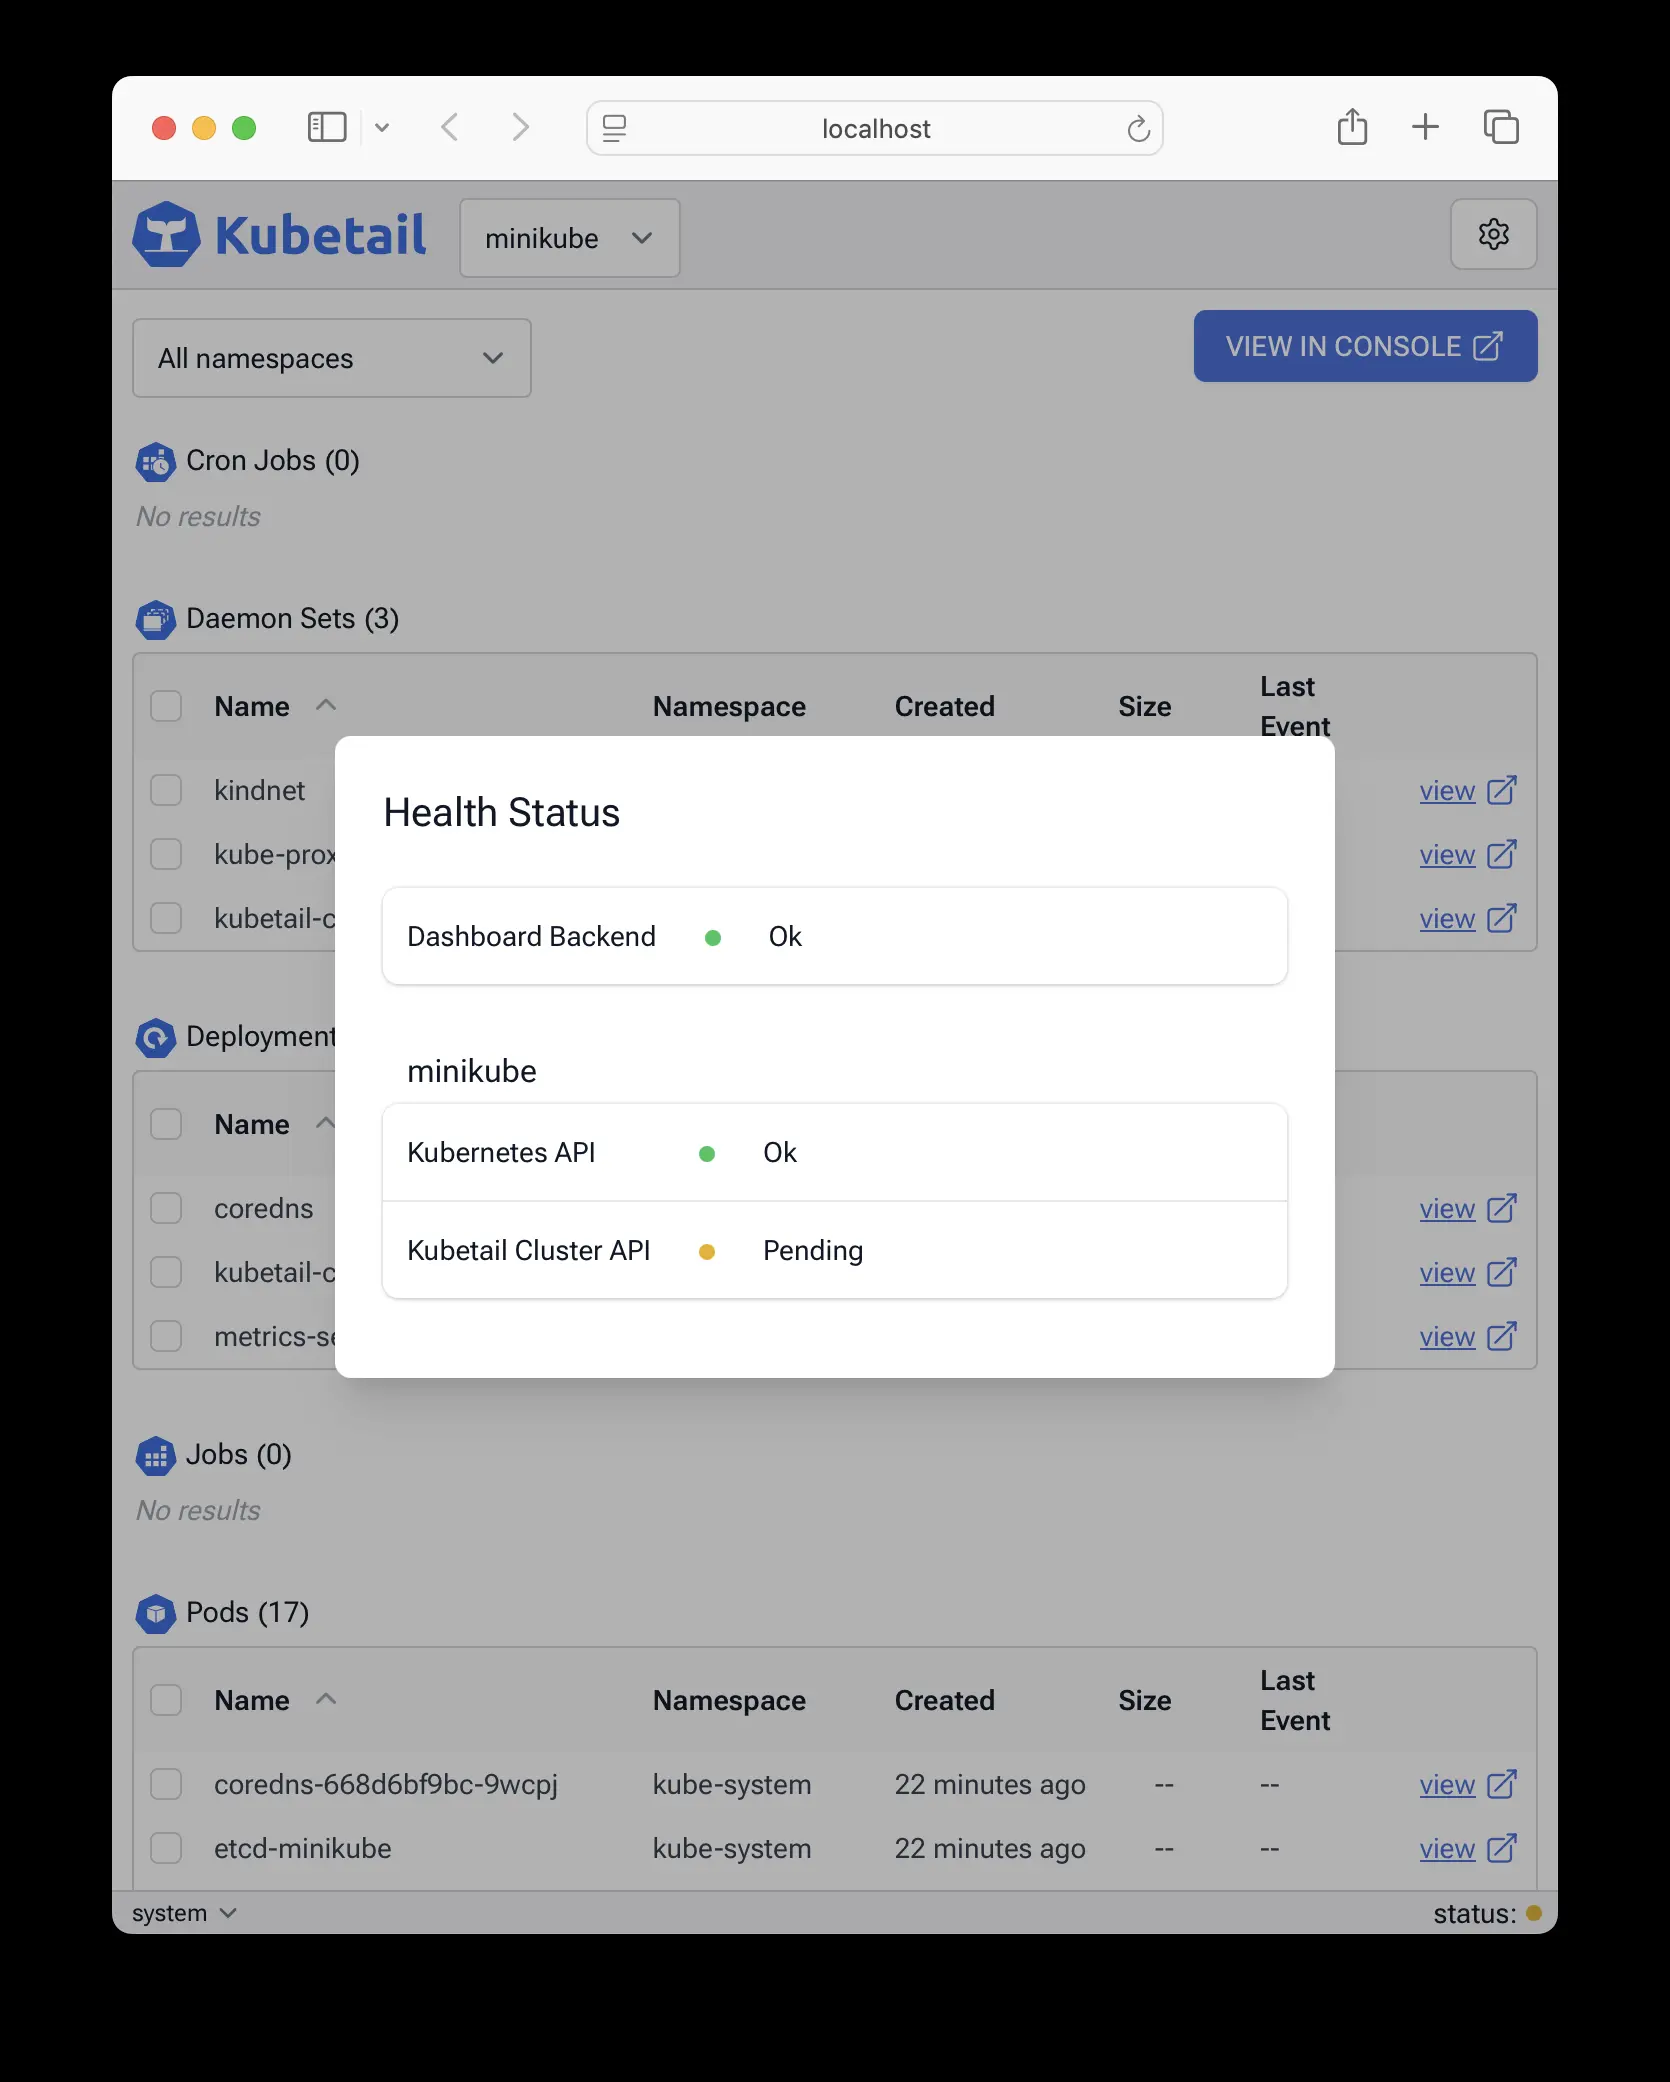 localhost
Kubetail
minikube
All namespaces
VIEW IN CONSOLE
Cron Jobs (0)
No results
Daemon Sets (3)
Name Namespace Created Size Last Event
kindnet view
kube-prox view
kubetail-c view
Health Status
Dashboard Backend Ok
minikube
Kubernetes API Ok
Kubetail Cluster API Pending
Deployment
Name
coredns view
kubetail-c view
metrics-se view
Jobs (0)
No results
Pods (17)
Name Namespace Created Size Last Event
coredns-668d6bf9bc-9wcpj kube-system 22 minutes ago -- -- view
etcd-minikube kube-system 22 minutes ago -- -- view
system status: